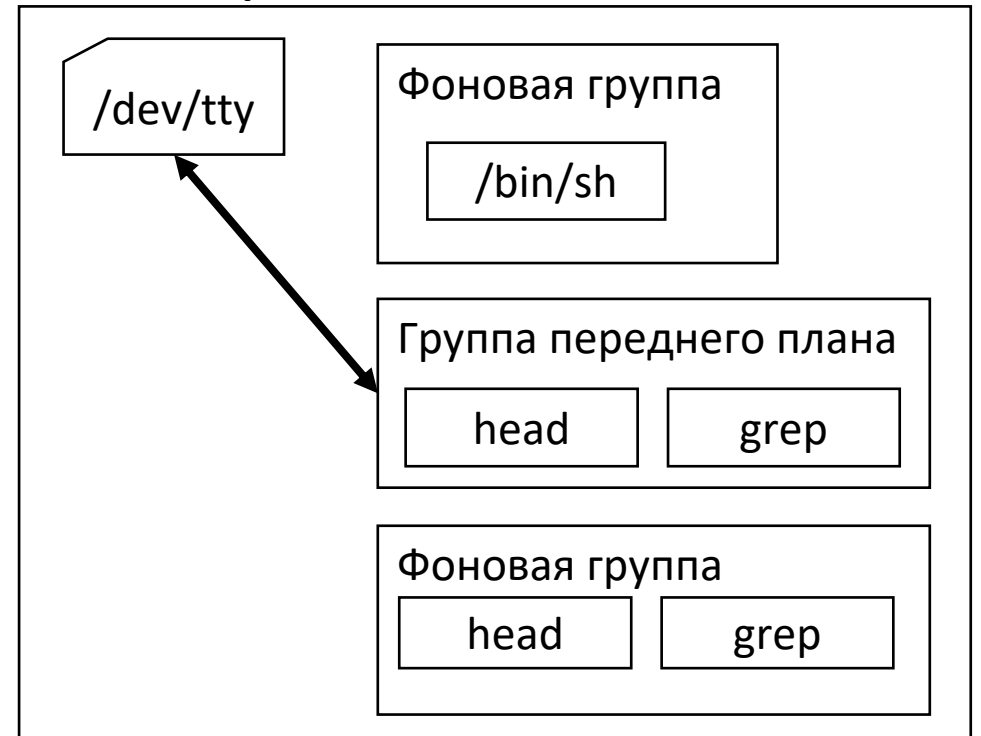 /dev/tty
Фоновая группа
/bin/sh
Группа переднего плана
head grep
Фоновая группа
head grep